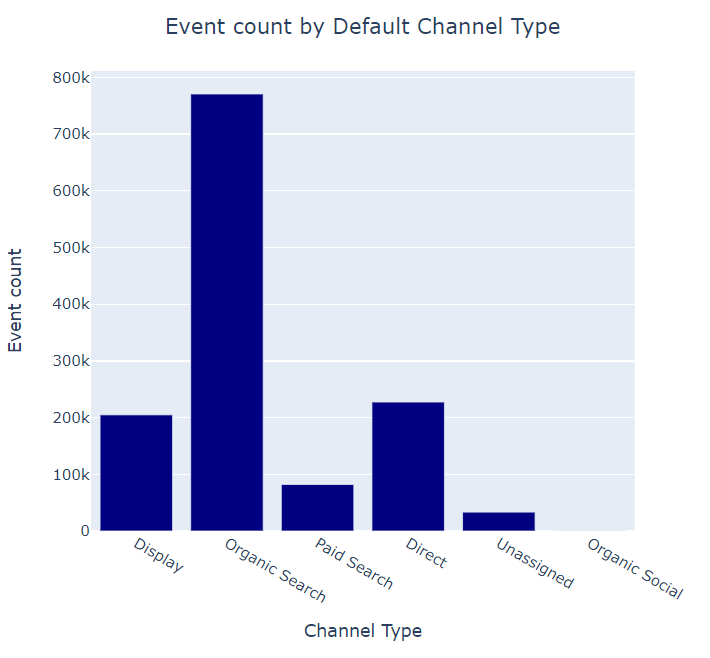 Event count by Default Channel Type
Event count
800k
700k
600k
500k
400k
300k
200k
100k
0
Display
Organic Search
Paid Search
Direct
Unassigned
Organic Social
Channel Type